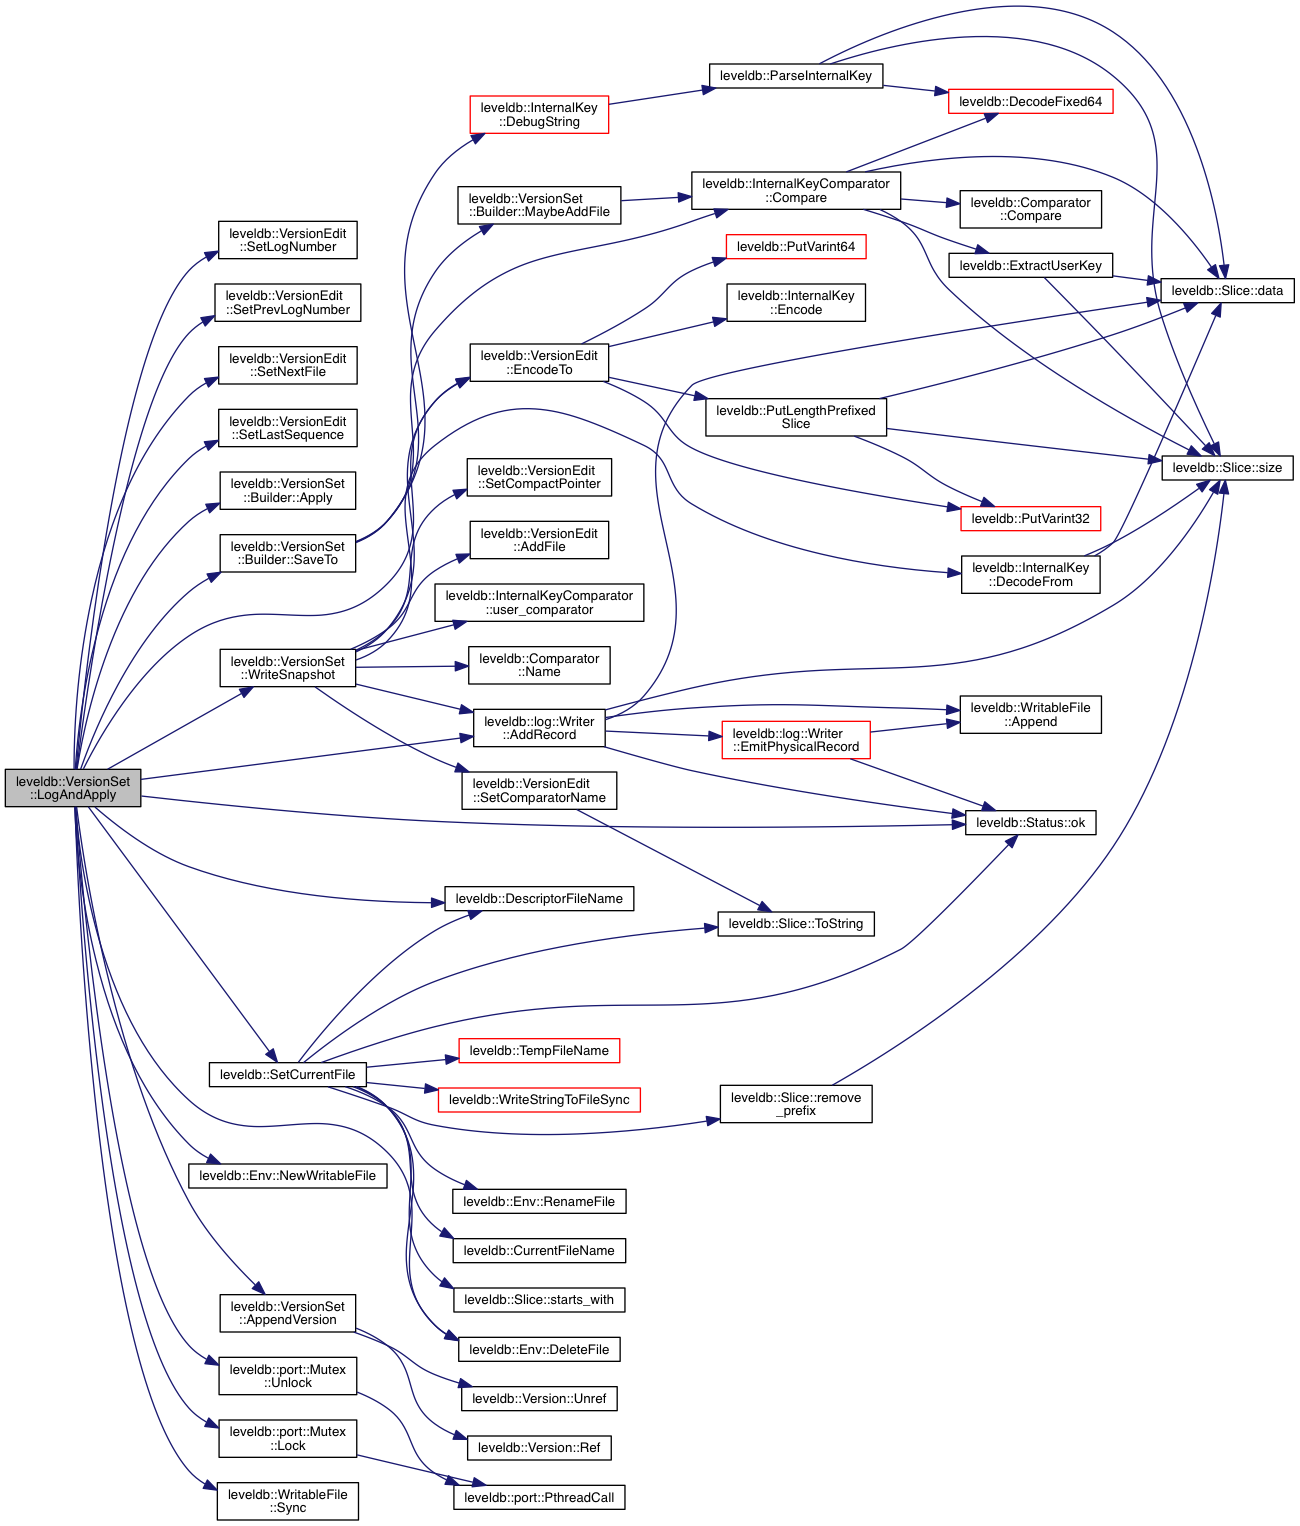 leveldb::VersionSet
::LogAndApply
leveldb::VersionEdit
::SetLogNumber
leveldb::VersionEdit
::SetPrevLogNumber
leveldb::VersionEdit
::SetNextFile
leveldb::VersionEdit
::SetLastSequence
leveldb::VersionSet
::Builder::Apply
leveldb::VersionSet
::Builder::SaveTo
leveldb::VersionSet
::WriteSnapshot
leveldb::SetCurrentFile
leveldb::Env::NewWritableFile
leveldb::VersionSet
::AppendVersion
leveldb::port::Mutex
::Unlock
leveldb::port::Mutex
::Lock
leveldb::WritableFile
::Sync
leveldb::InternalKey
::DebugString
leveldb::VersionSet
::Builder::MaybeAddFile
leveldb::VersionEdit
::EncodeTo
leveldb::VersionEdit
::SetCompactPointer
leveldb::VersionEdit
::AddFile
leveldb::InternalKeyComparator
::user_comparator
leveldb::Comparator
::Name
leveldb::log::Writer
::AddRecord
leveldb::VersionEdit
::SetComparatorName
leveldb::DescriptorFileName
leveldb::TempFileName
leveldb::WriteStringToFileSync
leveldb::Env::RenameFile
leveldb::CurrentFileName
leveldb::Slice::starts_with
leveldb::Env::DeleteFile
leveldb::Version::Unref
leveldb::Version::Ref
leveldb::port::PthreadCall
leveldb::ParseInternalKey
leveldb::InternalKeyComparator
::Compare
leveldb::PutVarint64
leveldb::InternalKey
::Encode
leveldb::PutLengthPrefixed
Slice
leveldb::log::Writer
::EmitPhysicalRecord
leveldb::Slice::ToString
leveldb::Slice::remove
_prefix
leveldb::DecodeFixed64
leveldb::Comparator
::Compare
leveldb::ExtractUserKey
leveldb::PutVarint32
leveldb::InternalKey
::DecodeFrom
leveldb::WritableFile
::Append
leveldb::Status::ok
leveldb::Slice::data
leveldb::Slice::size